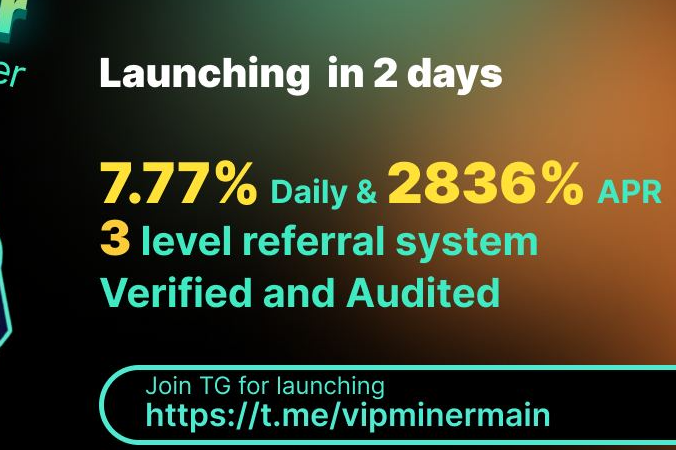 Launching in 2 days
7.77% Daily & 2836% APR
3 level referral system
Verified and Audited
Join TG for launching
https://t.me/vipminermain